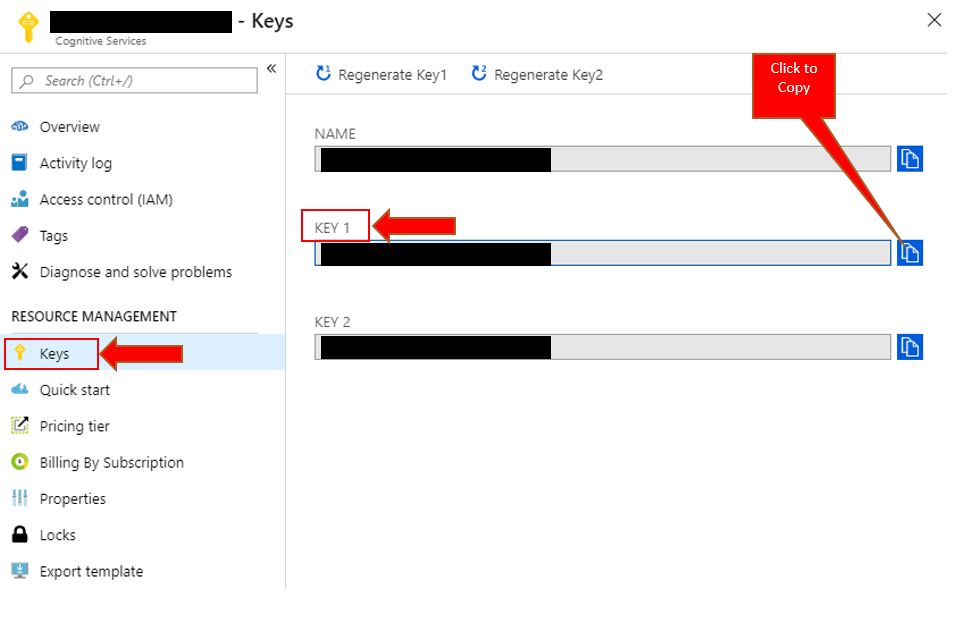 - Keys
Cognitive Services
Search (Ctrl+/)
«
Overview
Activity log
Access control (IAM)
Tags
Diagnose and solve problems
RESOURCE MANAGEMENT
Keys
Quick start
Pricing tier
Billing By Subscription
Properties
Locks
Export template
1 Regenerate Key1
2 Regenerate Key2
Click to
Copy
NAME
KEY 1
KEY 2